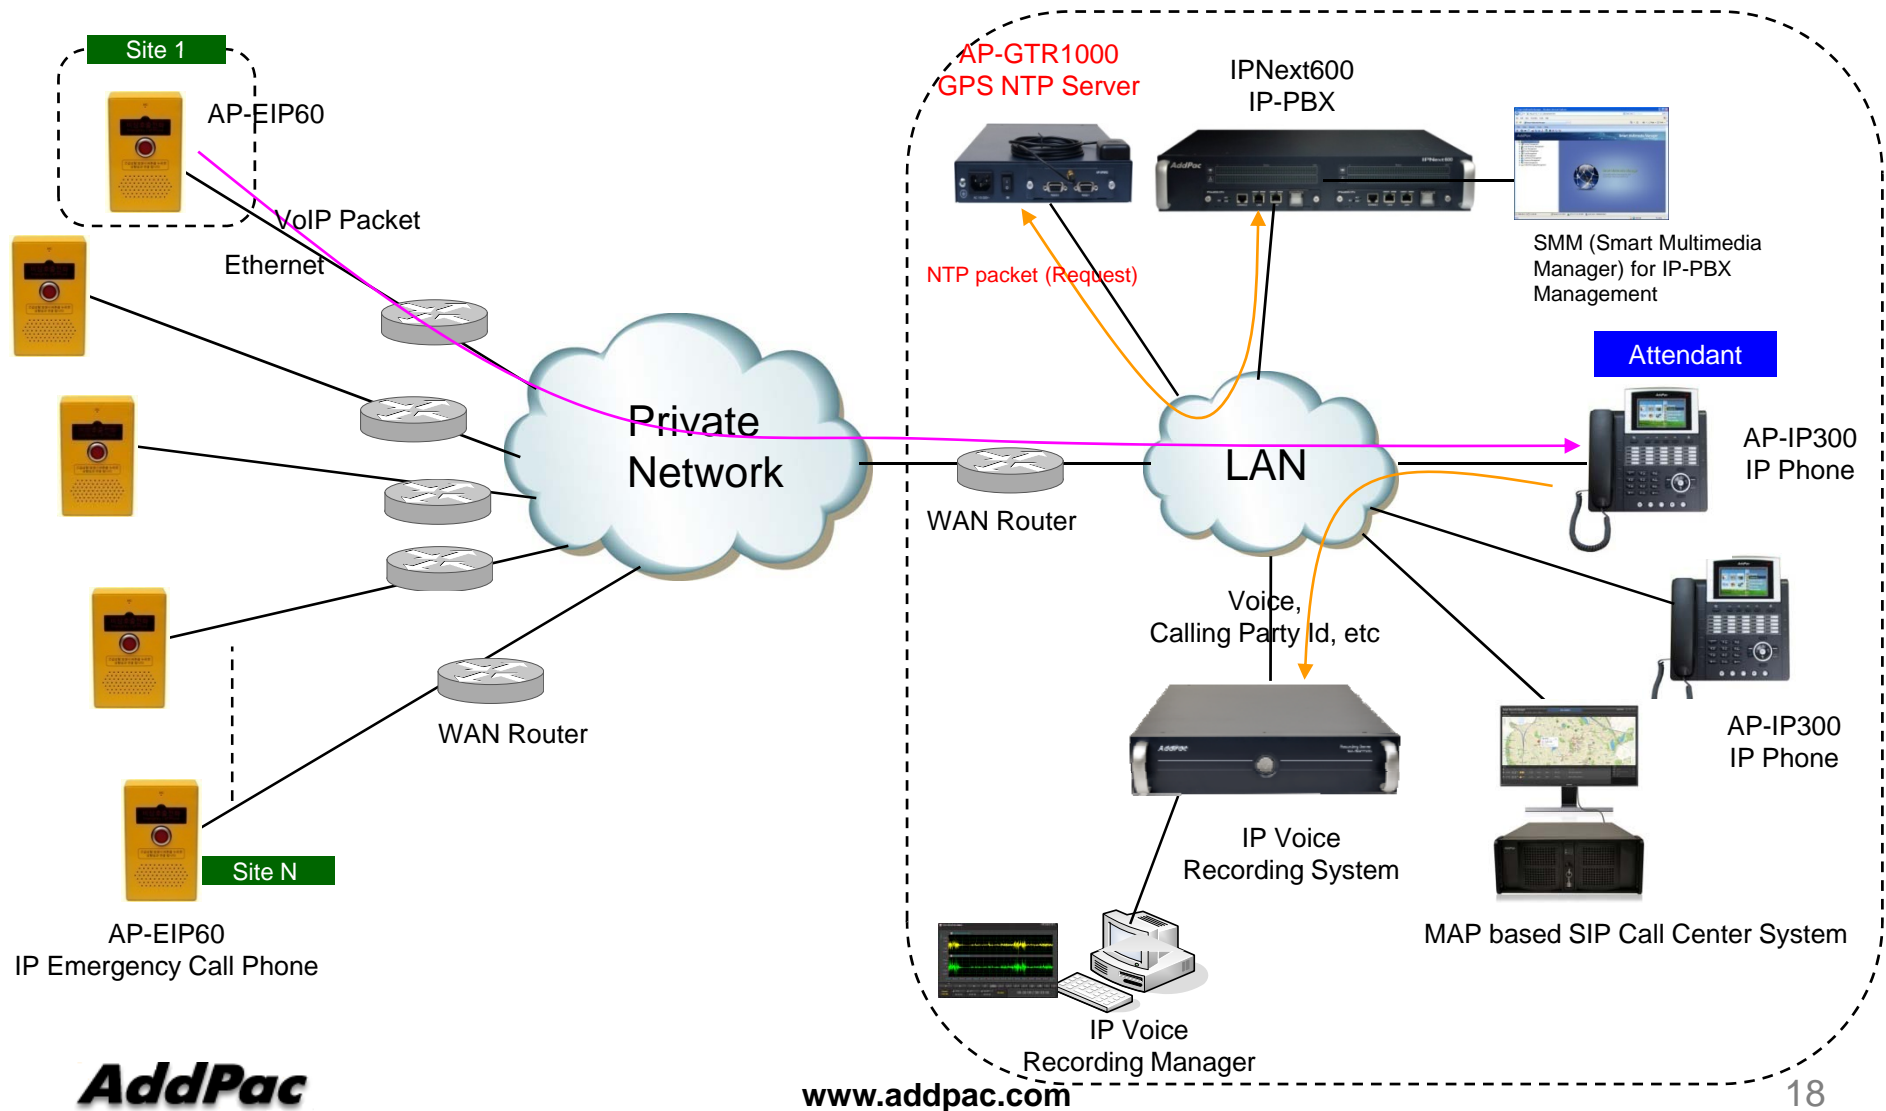 Site 1
AP-EIP60
VoIP Packet
Ethernet
AP-GTR1000
GPS NTP Server
IPNext600
IP-PBX
AddPac
IPNext600
SMM (Smart Multimedia
Manager) for IP-PBX
Management
NTP packet (Request)
Attendant
AP-IP300
IP Phone
Private
Network
LAN
WAN Router
Voice,
Calling Party Id, etc
AP-IP300
IP Phone
WAN Router
AddPac
IP Voice
Recording System
Site N
AP-EIP60
IP Emergency Call Phone
MAP based SIP Call Center System
IP Voice
Recording Manager
AddPac
www.addpac.com
18